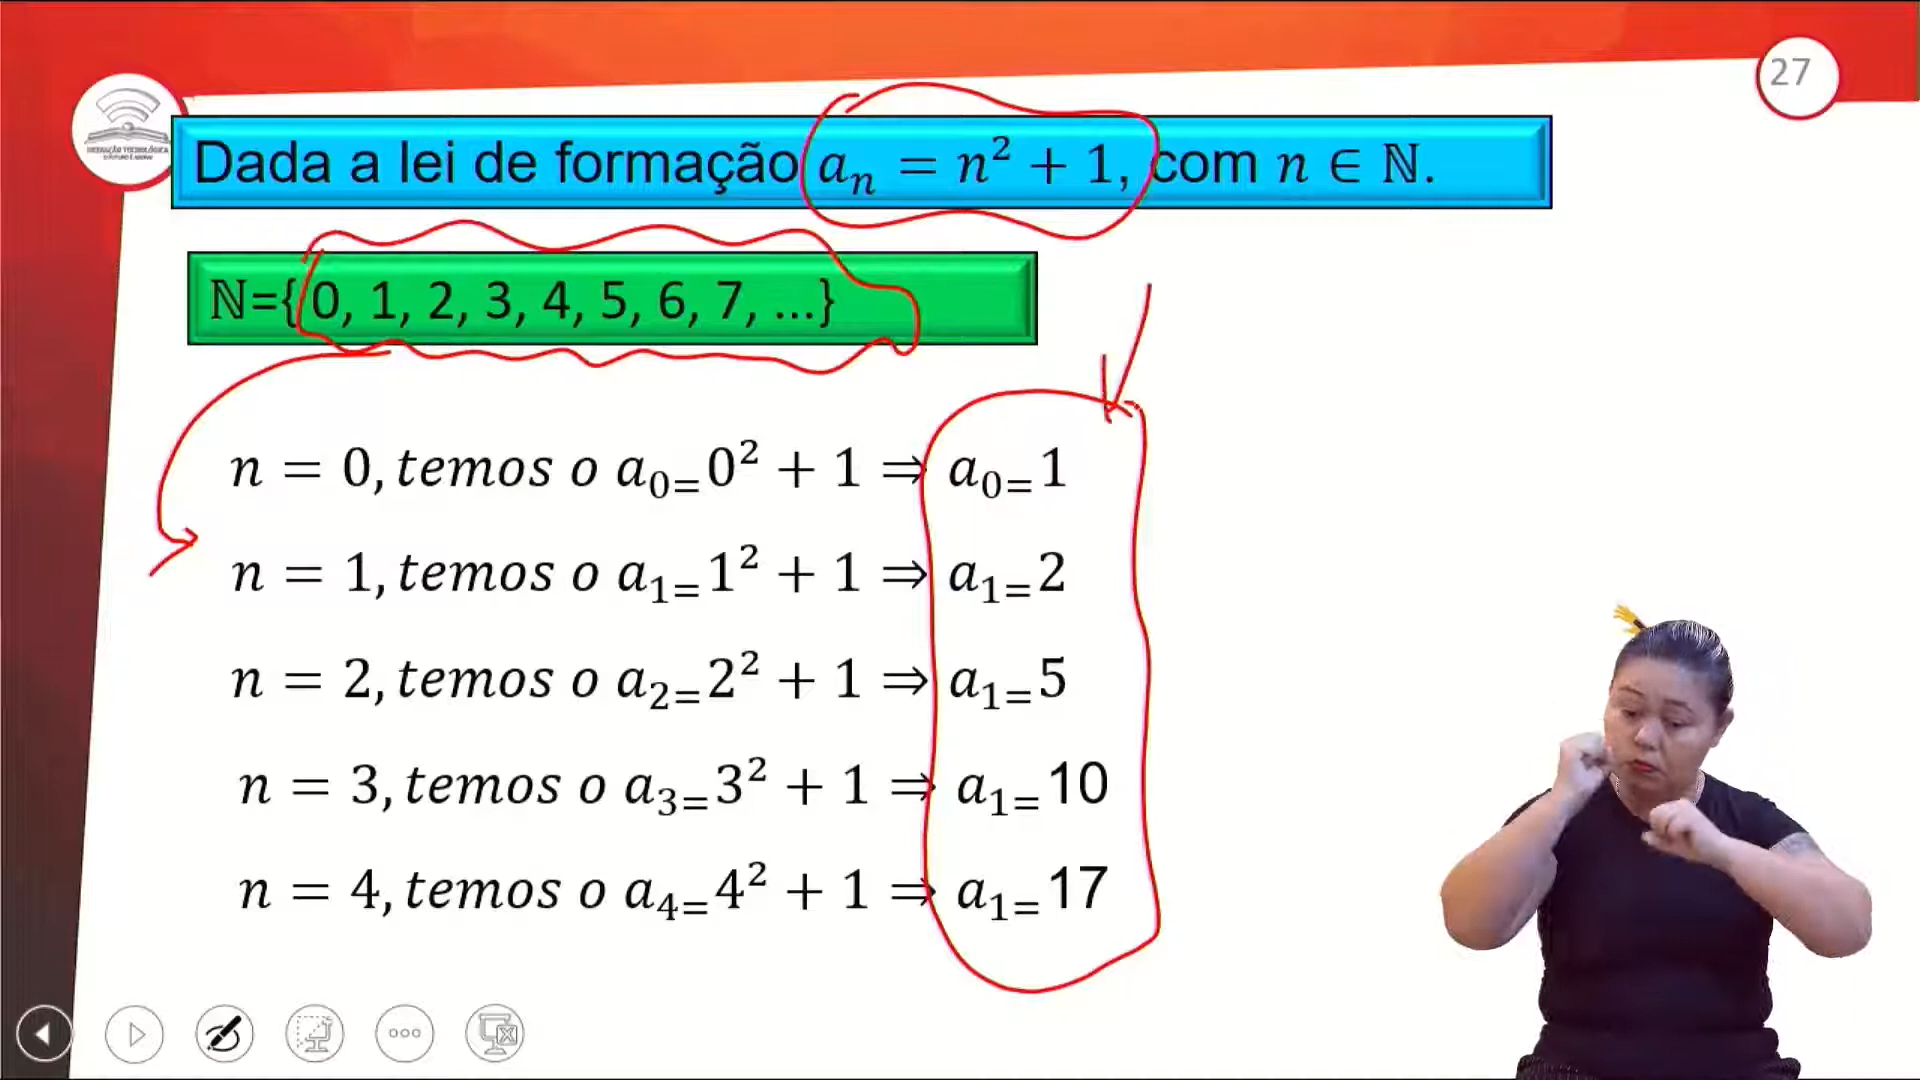 27
Dada a lei de formação aₙ = n² + 1, com n ∈ ℕ.
ℕ={ 0, 1, 2, 3, 4, 5, 6, 7, ...}
n = 0, temos o a₀₌0² + 1 ⇒ a₀₌1
n = 1, temos o a₁₌1² + 1 ⇒ a₁₌2
n = 2, temos o a₂₌2² + 1 ⇒ a₁₌5
n = 3, temos o a₃₌3² + 1 ⇒ a₁₌10
n = 4, temos o a₄₌4² + 1 ⇒ a₁₌17